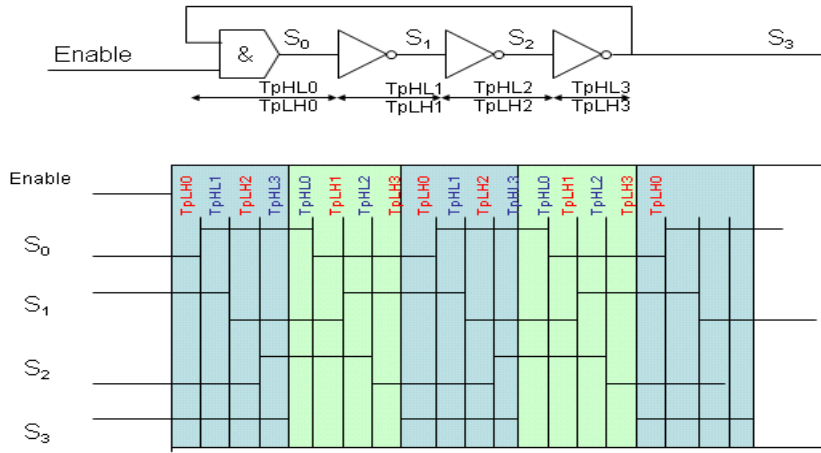 S0 S1 S2 S3
Enable &
TpHL0 TpHL1 TpHL2 TpHL3
TpLH0 TpLH1 TpLH2 TpLH3
Enable
TpLH0 TpHL1 TpLH2 TpHL3 TpHL0 TpLH1 TpHL2 TpLH3 TpLH0 TpHL1 TpLH2 TpHL3 TpHL0 TpLH1 TpHL2 TpLH3 TpLH0
S0
S1
S2
S3